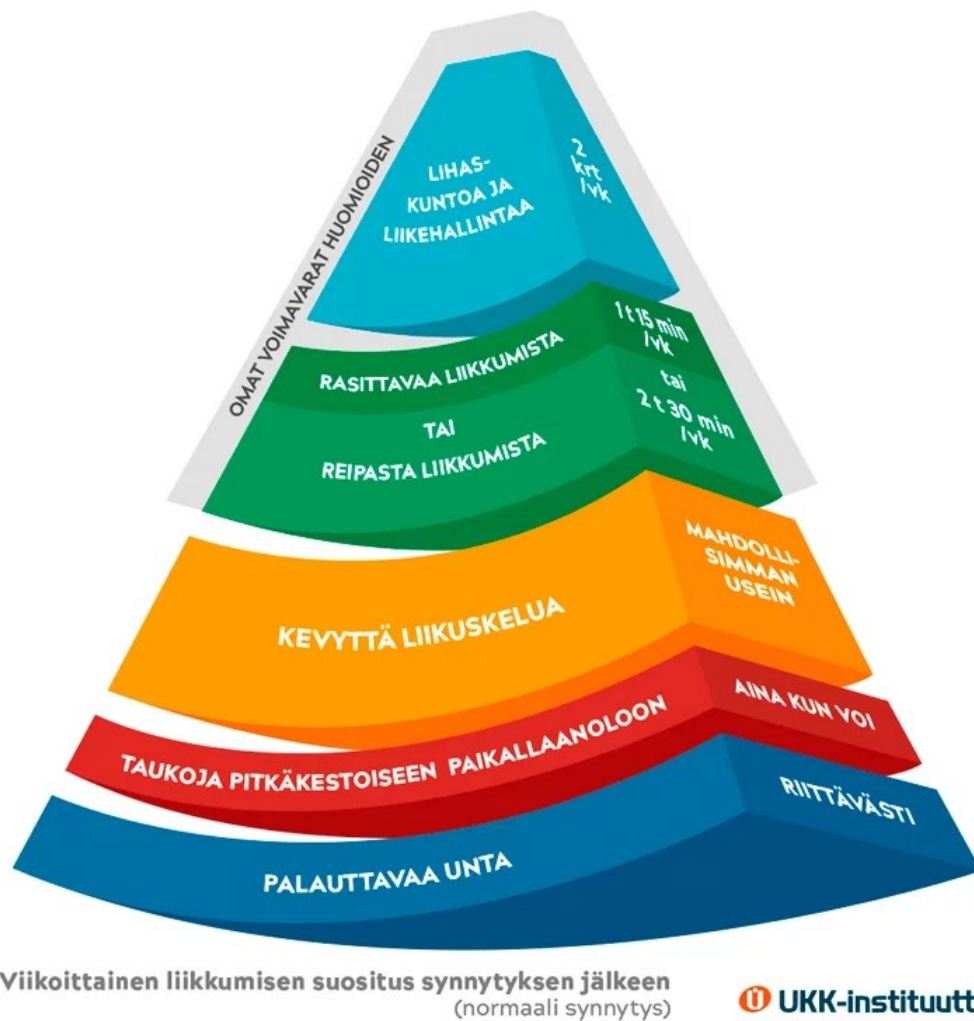 OMAT VOIMAVARAT HUOMIOIDEN
LIHAS-
KUNTOA JA
LIIKEHALLINTAA
2
krt
/vk
RASITTAVAA LIIKKUMISTA
1 t 15 min
/vk
TAI
tai
REIPASTA LIIKKUMISTA
2 t 30 min
/vk
KEVYTTÄ LIIKUSKELUA
MAHDOLLI-
SIMMAN
USEIN
TAUKOJA PITKÄKESTOISEEN PAIKALLAANOLOON
AINA KUN VOI
PALAUTTAVAA UNTA
RIITTÄVÄSTI
Viikoittainen liikkumisen suositus synnytyksen jälkeen
(normaali synnytys)
UKK-instituutt